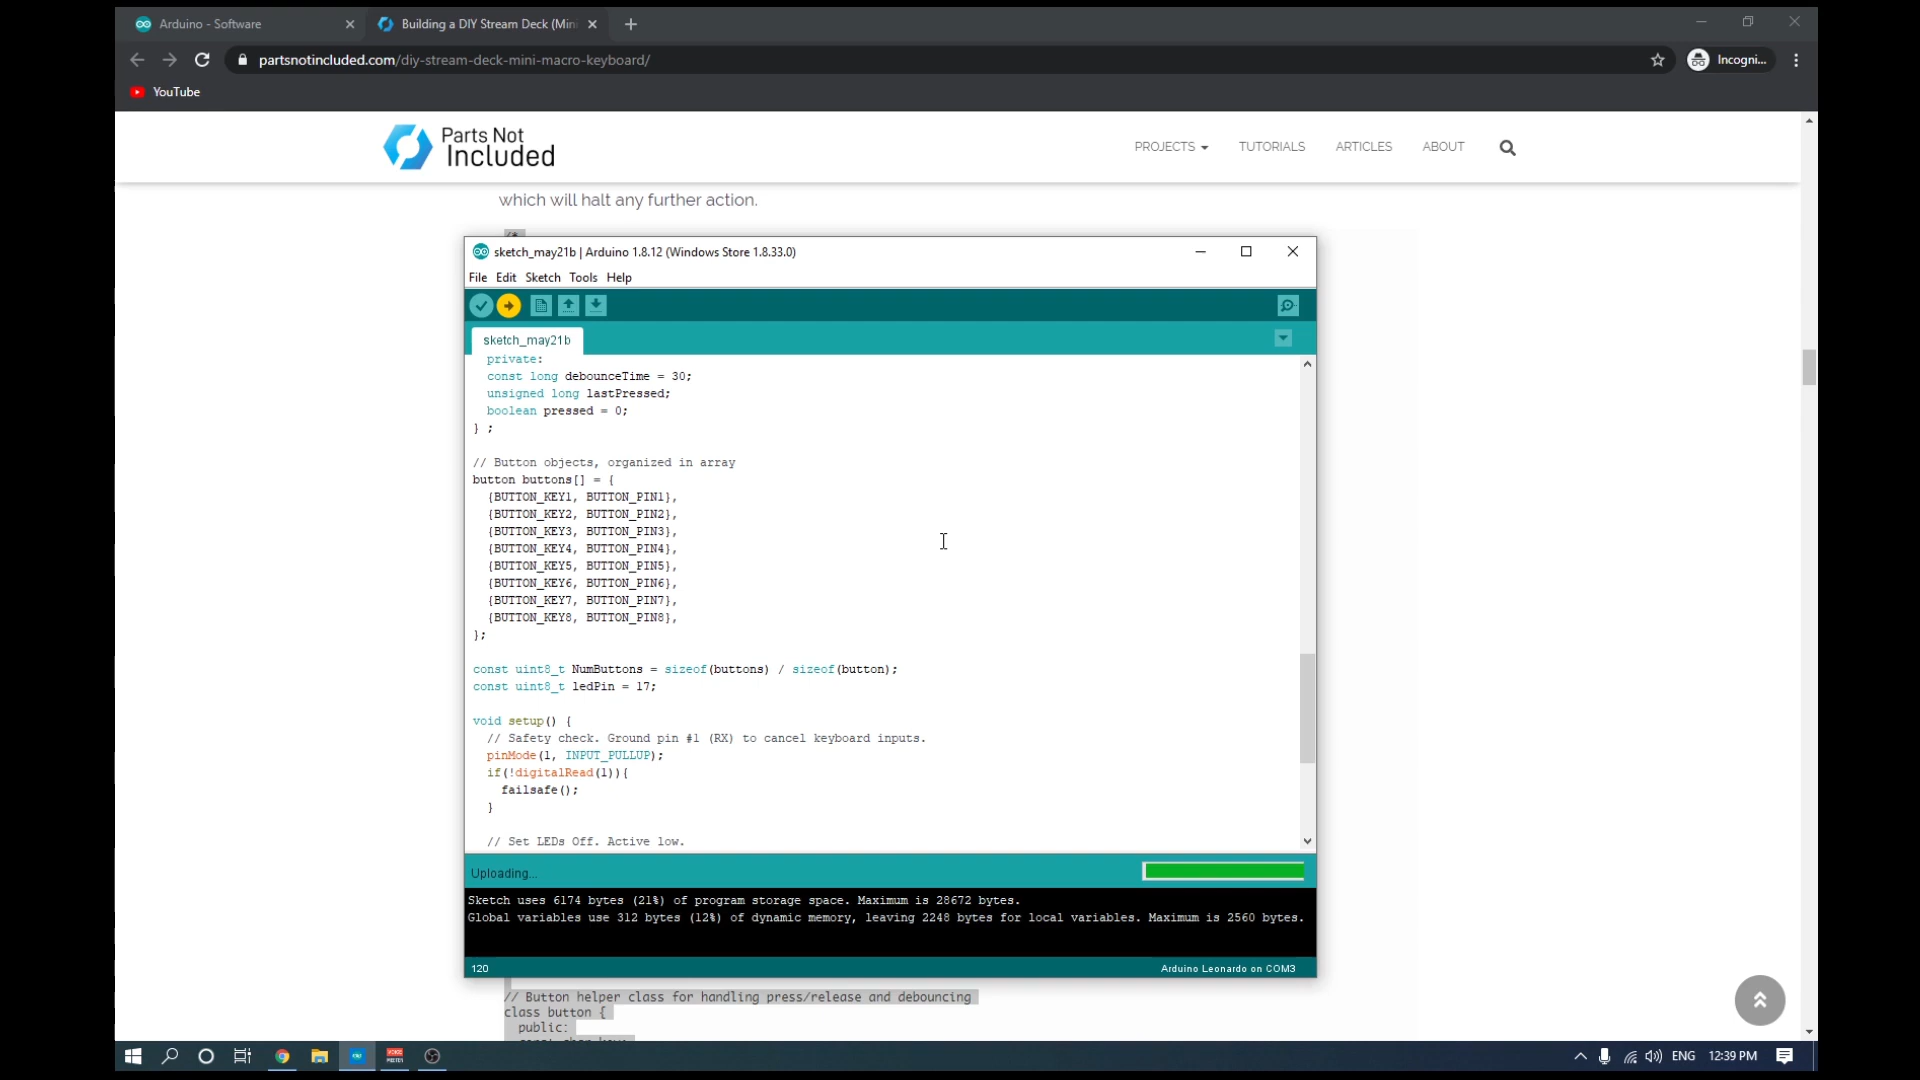 Arduino - Software
Building a DIY Stream Deck (Mini
partsnotincluded.com/diy-stream-deck-mini-macro-keyboard/
Incogni...
YouTube
Parts Not
Included
PROJECTS
TUTORIALS
ARTICLES
ABOUT
which will halt any further action.
/*
sketch_may21b | Arduino 1.8.12 (Windows Store 1.8.33.0)
File Edit Sketch Tools Help
sketch_may21b
private:
const long debounceTime = 30;
unsigned long lastPressed;
boolean pressed = 0;
} ;
// Button objects, organized in array
button buttons[] = {
{BUTTON_KEY1, BUTTON_PIN1},
{BUTTON_KEY2, BUTTON_PIN2},
{BUTTON_KEY3, BUTTON_PIN3},
{BUTTON_KEY4, BUTTON_PIN4},
{BUTTON_KEY5, BUTTON_PIN5},
{BUTTON_KEY6, BUTTON_PIN6},
{BUTTON_KEY7, BUTTON_PIN7},
{BUTTON_KEY8, BUTTON_PIN8},
};
const uint8_t NumButtons = sizeof(buttons) / sizeof(button);
const uint8_t ledPin = 17;
void setup() {
// Safety check. Ground pin #1 (RX) to cancel keyboard inputs.
pinMode(1, INPUT_PULLUP);
if(!digitalRead(1)){
failsafe();
}
// Set LEDs Off. Active low.
Uploading...
Sketch uses 6174 bytes (21%) of program storage space. Maximum is 28672 bytes.
Global variables use 312 bytes (12%) of dynamic memory, leaving 2248 bytes for local variables. Maximum is 2560 bytes.
120
Arduino Leonardo on COM3
// Button helper class for handling press/release and debouncing
class button {
public:
ENG
12:39 PM